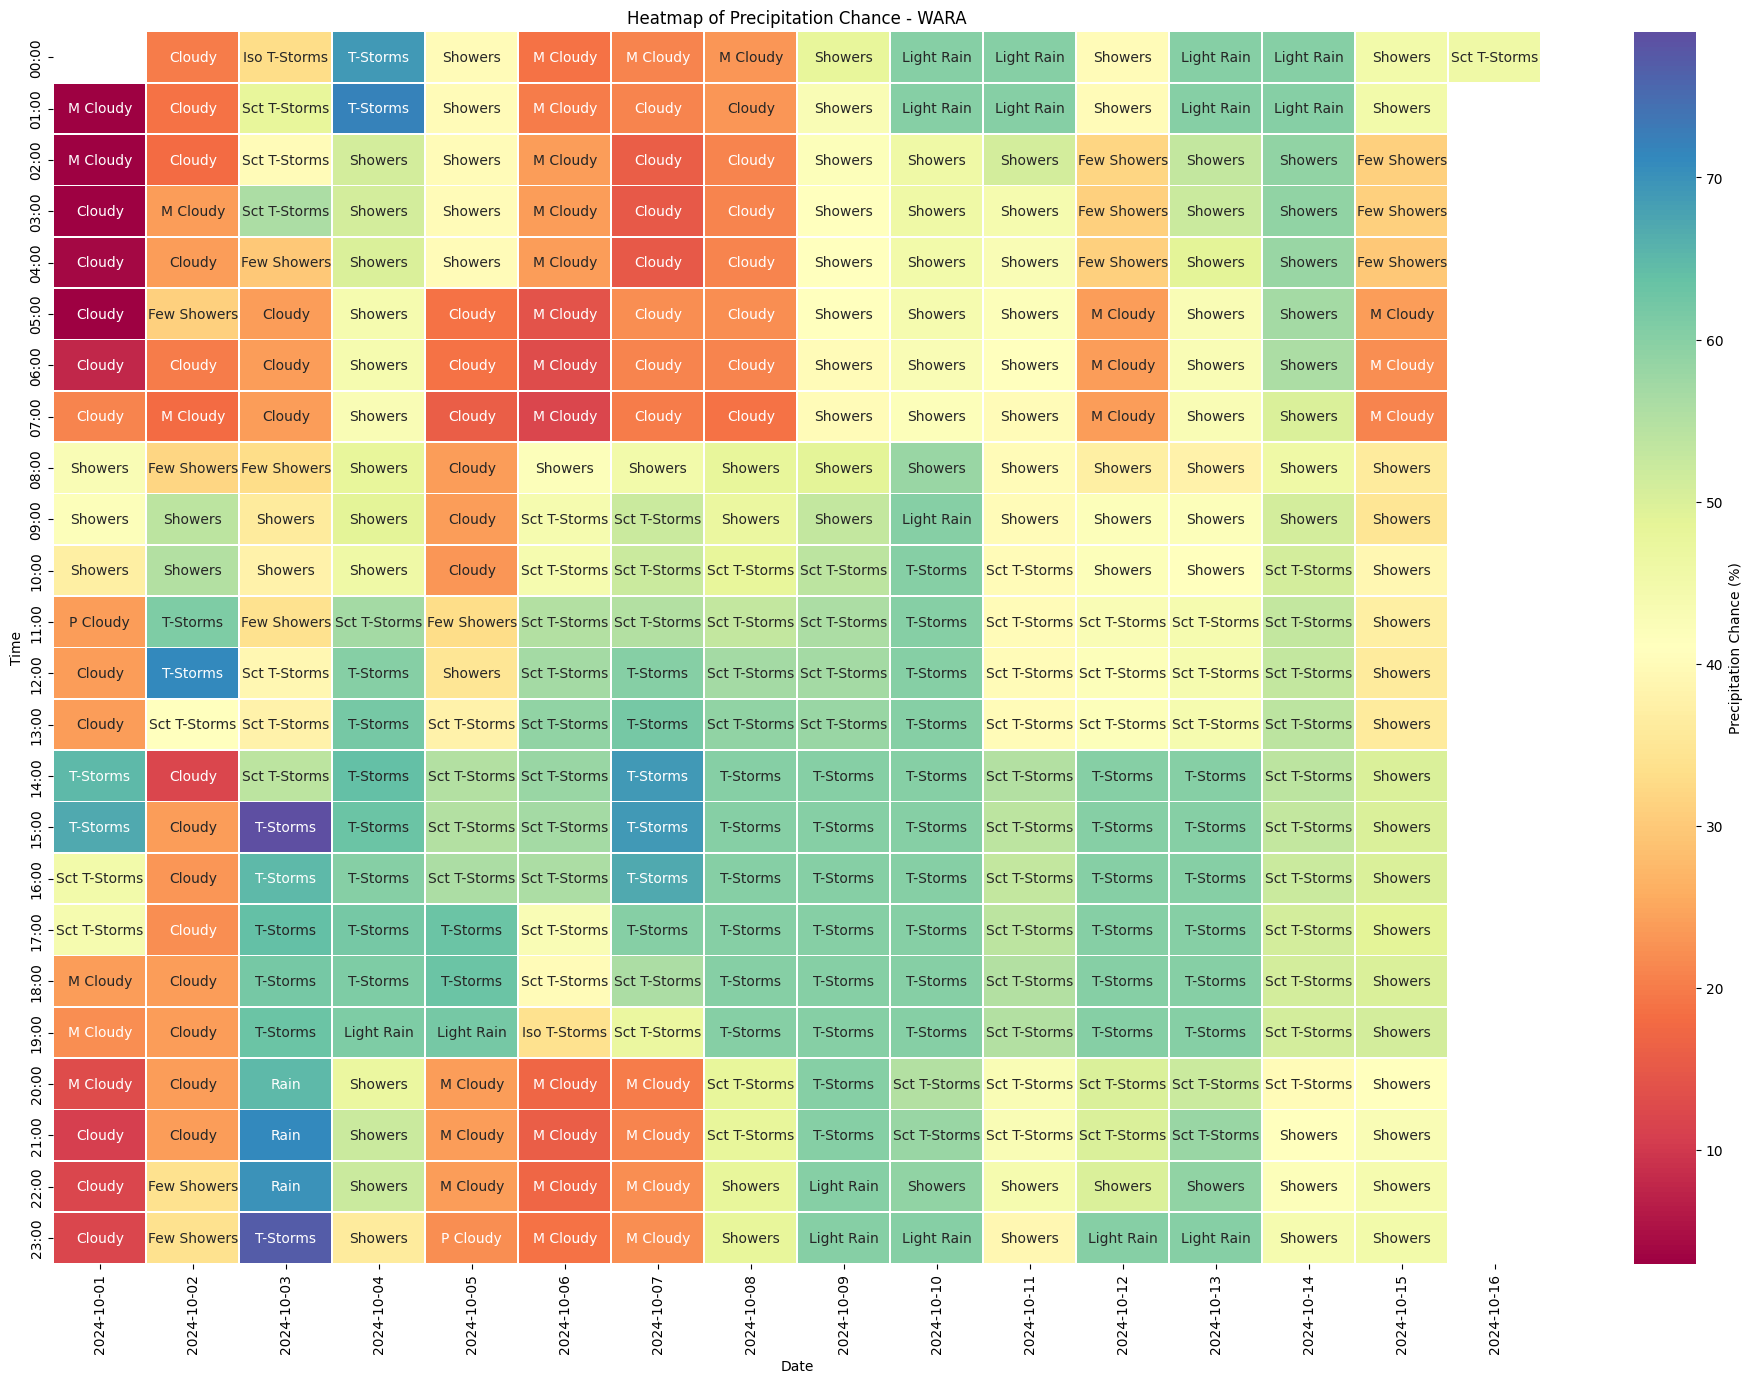 Heatmap of Precipitation Chance - WARA
00:00 Cloudy Iso T-Storms T-Storms Showers M Cloudy M Cloudy M Cloudy Showers Light Rain Light Rain Showers Light Rain Light Rain Showers Sct T-Storms
01:00 M Cloudy Cloudy Sct T-Storms T-Storms Showers M Cloudy Cloudy Cloudy Showers Light Rain Light Rain Showers Light Rain Light Rain Showers
02:00 M Cloudy Cloudy Sct T-Storms Showers Showers M Cloudy Cloudy Cloudy Showers Showers Showers Few Showers Showers Showers Few Showers
03:00 Cloudy M Cloudy Sct T-Storms Showers Showers M Cloudy Cloudy Cloudy Showers Showers Showers Few Showers Showers Showers Few Showers
04:00 Cloudy Cloudy Few Showers Showers Showers M Cloudy Cloudy Cloudy Showers Showers Showers Few Showers Showers Showers Few Showers
05:00 Cloudy Few Showers Cloudy Showers Cloudy M Cloudy Cloudy Cloudy Showers Showers Showers M Cloudy Showers Showers M Cloudy
06:00 Cloudy Cloudy Cloudy Showers Cloudy M Cloudy Cloudy Cloudy Showers Showers Showers M Cloudy Showers Showers M Cloudy
07:00 Cloudy M Cloudy Cloudy Showers Cloudy M Cloudy Cloudy Cloudy Showers Showers Showers M Cloudy Showers Showers M Cloudy
08:00 Showers Few Showers Few Showers Showers Cloudy Showers Showers Showers Showers Showers Showers Showers Showers Showers Showers
09:00 Showers Showers Showers Showers Cloudy Sct T-Storms Sct T-Storms Showers Showers Light Rain Showers Showers Showers Showers Showers
10:00 Showers Showers Showers Showers Cloudy Sct T-Storms Sct T-Storms Sct T-Storms Sct T-Storms T-Storms Sct T-Storms Showers Showers Sct T-Storms Showers
11:00 P Cloudy T-Storms Few Showers Sct T-Storms Few Showers Sct T-Storms Sct T-Storms Sct T-Storms Sct T-Storms T-Storms Sct T-Storms Sct T-Storms Sct T-Storms Sct T-Storms Showers
12:00 Cloudy T-Storms Sct T-Storms T-Storms Showers Sct T-Storms T-Storms Sct T-Storms Sct T-Storms T-Storms Sct T-Storms Sct T-Storms Sct T-Storms Sct T-Storms Showers
13:00 Cloudy Sct T-Storms Sct T-Storms T-Storms Sct T-Storms Sct T-Storms T-Storms Sct T-Storms Sct T-Storms T-Storms Sct T-Storms Sct T-Storms Sct T-Storms Sct T-Storms Showers
14:00 T-Storms Cloudy Sct T-Storms T-Storms Sct T-Storms Sct T-Storms T-Storms T-Storms T-Storms T-Storms Sct T-Storms T-Storms T-Storms Sct T-Storms Showers
15:00 T-Storms Cloudy T-Storms T-Storms Sct T-Storms Sct T-Storms T-Storms T-Storms T-Storms T-Storms Sct T-Storms T-Storms T-Storms Sct T-Storms Showers
16:00 Sct T-Storms Cloudy T-Storms T-Storms Sct T-Storms Sct T-Storms T-Storms T-Storms T-Storms T-Storms Sct T-Storms T-Storms T-Storms Sct T-Storms Showers
17:00 Sct T-Storms Cloudy T-Storms T-Storms T-Storms Sct T-Storms T-Storms T-Storms T-Storms T-Storms Sct T-Storms T-Storms T-Storms Sct T-Storms Showers
18:00 M Cloudy Cloudy T-Storms T-Storms T-Storms Sct T-Storms Sct T-Storms T-Storms T-Storms T-Storms Sct T-Storms T-Storms T-Storms Sct T-Storms Showers
19:00 M Cloudy Cloudy T-Storms Light Rain Light Rain Iso T-Storms Sct T-Storms T-Storms T-Storms T-Storms Sct T-Storms T-Storms T-Storms Sct T-Storms Showers
20:00 M Cloudy Cloudy Rain Showers M Cloudy M Cloudy M Cloudy Sct T-Storms T-Storms Sct T-Storms Sct T-Storms Sct T-Storms Sct T-Storms Sct T-Storms Showers
21:00 Cloudy Cloudy Rain Showers M Cloudy M Cloudy M Cloudy Sct T-Storms T-Storms Sct T-Storms Sct T-Storms Sct T-Storms Sct T-Storms Showers Showers
22:00 Cloudy Few Showers Rain Showers M Cloudy M Cloudy M Cloudy Showers Light Rain Showers Showers Showers Showers Showers Showers
23:00 Cloudy Few Showers T-Storms Showers P Cloudy M Cloudy M Cloudy Showers Light Rain Light Rain Showers Light Rain Light Rain Showers Showers
Time
2024-10-01 2024-10-02 2024-10-03 2024-10-04 2024-10-05 2024-10-06 2024-10-07 2024-10-08 2024-10-09 2024-10-10 2024-10-11 2024-10-12 2024-10-13 2024-10-14 2024-10-15 2024-10-16
Date
70
60
50
40
30
20
10
Precipitation Chance (%)